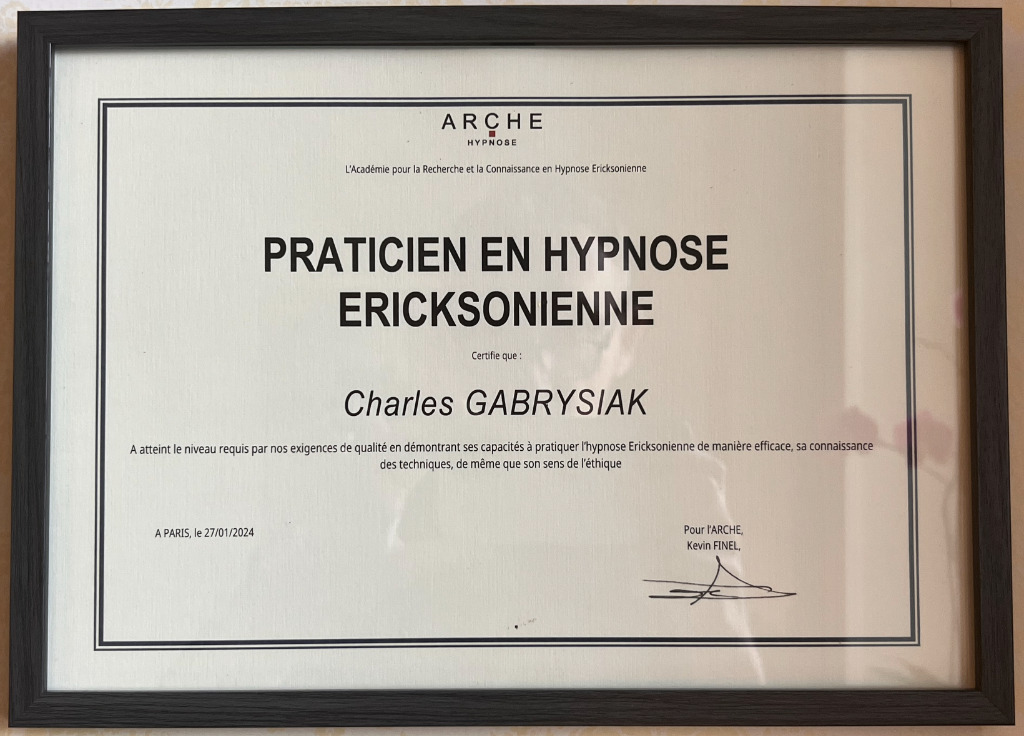 ARCHE
HYPNOSE
L'Académie pour la Recherche et la Connaissance en Hypnose Ericksonienne
PRATICIEN EN HYPNOSE
ERICKSONIENNE
Certifie que :
Charles GABRYSIAK
A atteint le niveau requis par nos exigences de qualité en démontrant ses capacités à pratiquer l'hypnose Ericksonienne de manière efficace, sa connaissance
des techniques, de même que son sens de l'éthique
A PARIS, le 27/01/2024
Pour l'ARCHE,
Kevin FINEL,